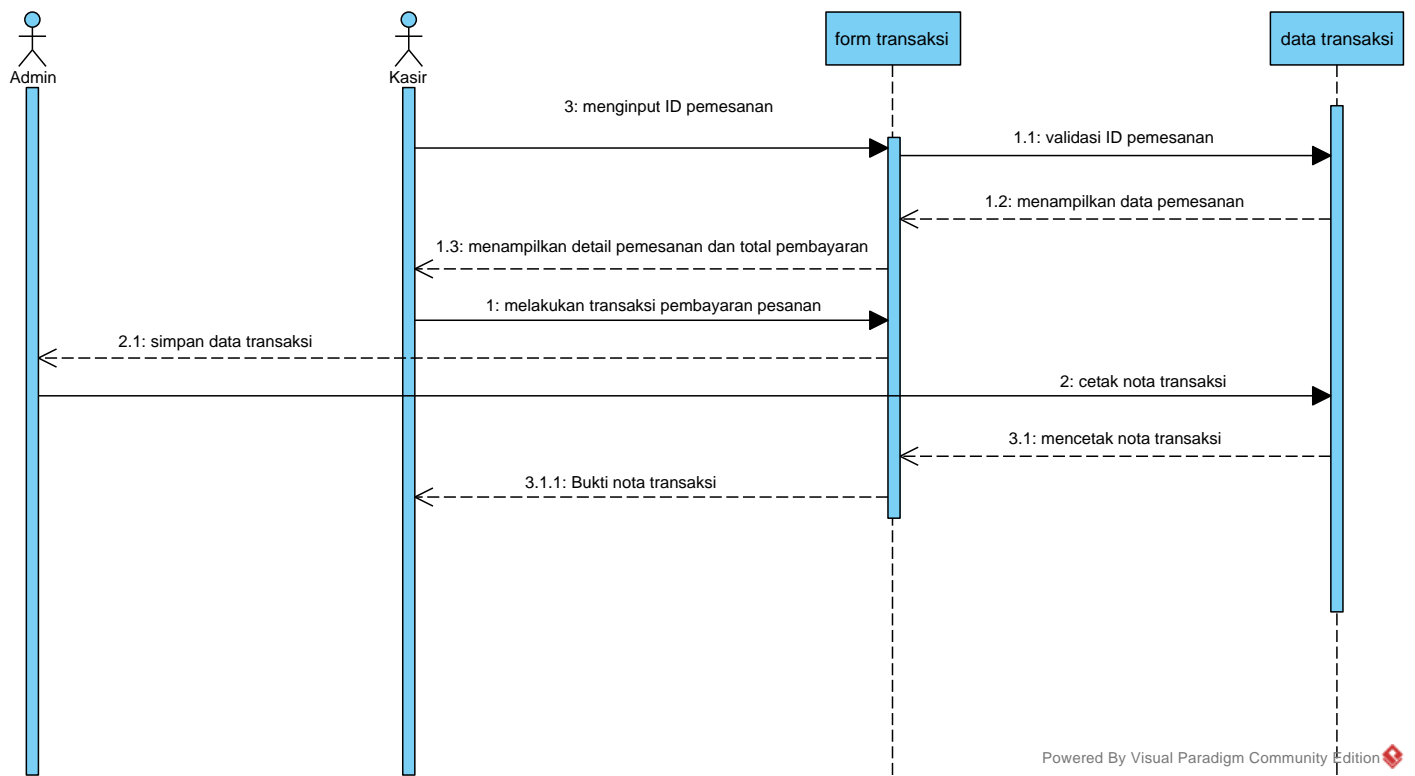 form transaksi
data transaksi
Admin
Kasir
3: menginput ID pemesanan
1.1: validasi ID pemesanan
1.2: menampilkan data pemesanan
1.3: menampilkan detail pemesanan dan total pembayaran
1: melakukan transaksi pembayaran pesanan
2.1: simpan data transaksi
2: cetak nota transaksi
3.1: mencetak nota transaksi
3.1.1: Bukti nota transaksi
Powered By Visual Paradigm Community Edition